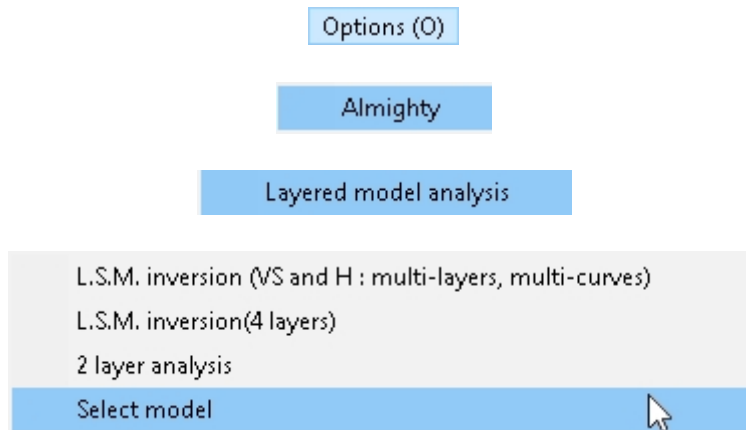 Options (O)
Almighty
Layered model analysis
L.S.M. inversion (VS and H : multi-layers, multi-curves)
L.S.M. inversion(4 layers)
2 layer analysis
Select model